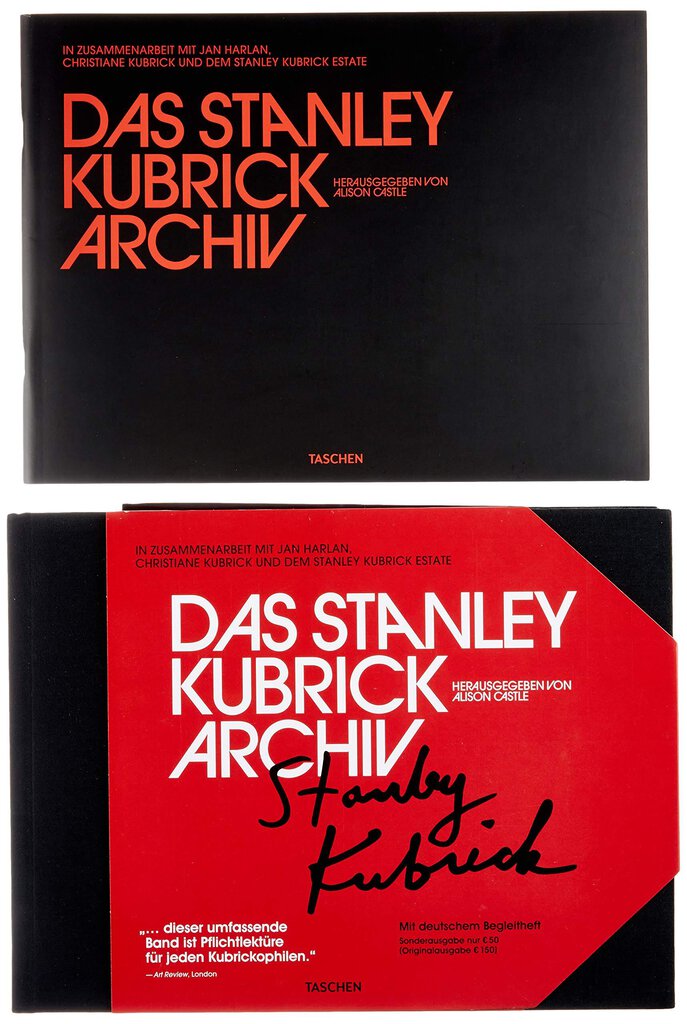 IN ZUSAMMENARBEIT MIT JAN HARLAN,
CHRISTIANE KUBRICK UND DEM STANLEY KUBRICK ESTATE
DAS STANLEY
KUBRICK
HERAUSGEGEBEN VON
ALISON CASTLE
ARCHIV
TASCHEN
IN ZUSAMMENARBEIT MIT JAN HARLAN,
CHRISTIANE KUBRICK UND DEM STANLEY KUBRICK ESTATE
DAS STANLEY
KUBRICK
HERAUSGEGEBEN VON
ALISON CASTLE
ARCHIV
Stanley
Kubrick
„... dieser umfassende
Band ist Pflichtlektüre
für jeden Kubrickophilen.“
— Art Review, London
Mit deutschem Begleitheft
Sonderausgabe nur € 50
(Originalausgabe € 150)
TASCHEN